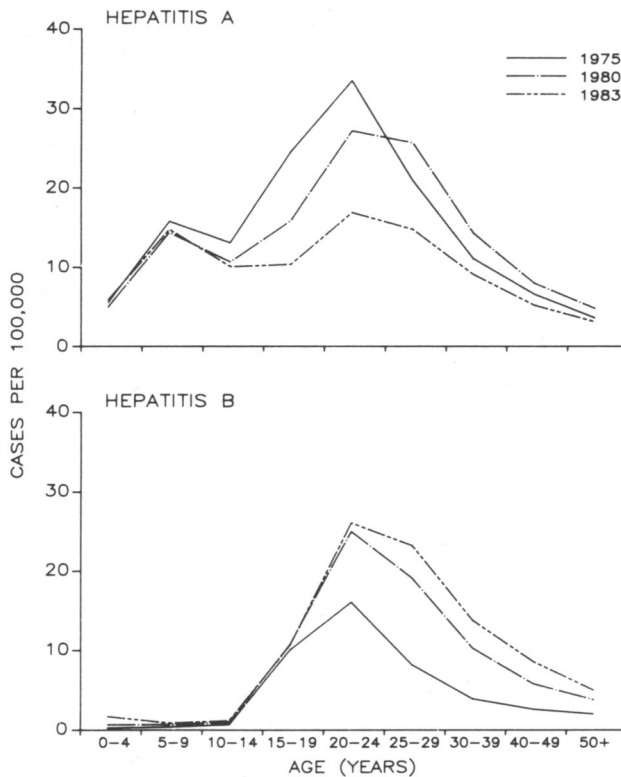 HEPATITIS A
40
30
20
10
0
1975
1980
1983
CASES PER 100,000
HEPATITIS B
40
30
20
10
0
0–4 5–9 10–14 15–19 20–24 25–29 30–39 40–49 50+
AGE (YEARS)